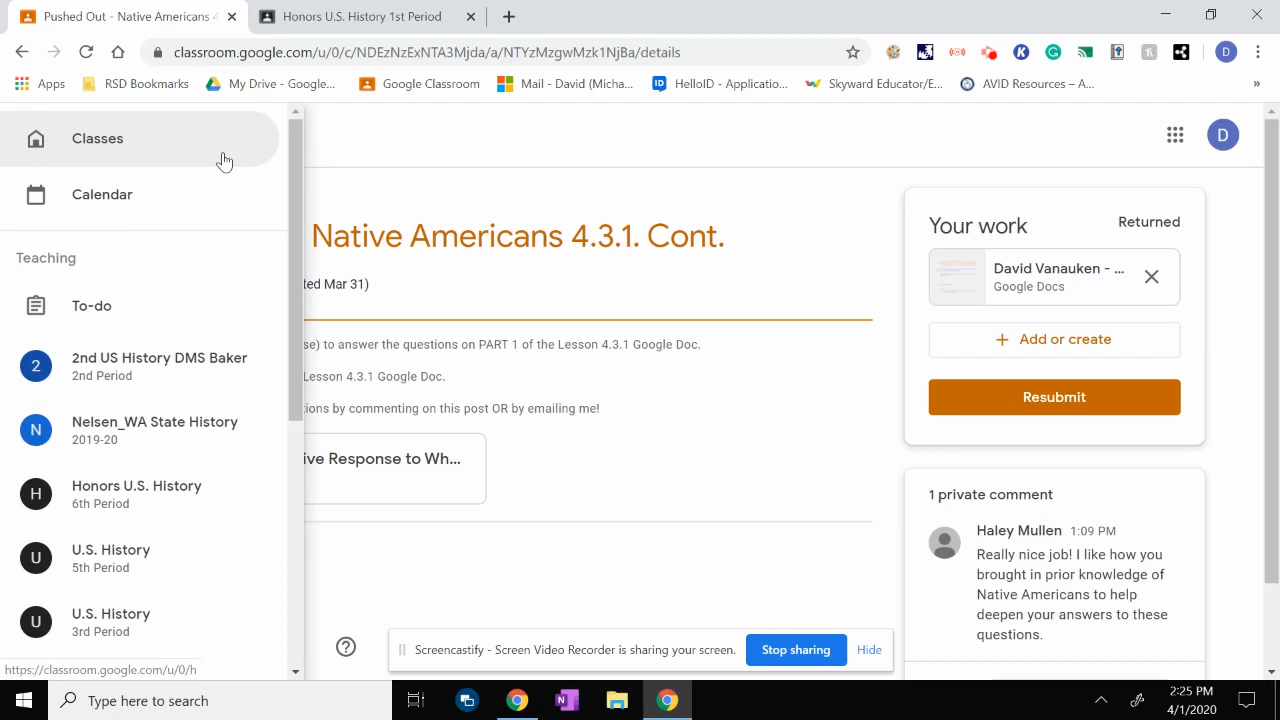 Pushed Out - Native Americans 4
Honors U.S. History 1st Period
classroom.google.com/u/0/c/NDEzNzExNTA3Mjda/a/NTYzMzgwMzk1NjBa/details
D
Apps
RSD Bookmarks
My Drive - Google...
Google Classroom
Mail - David (Micha...
HelloID - Applicatio...
Skyward Educator/E...
AVID Resources – A...
»
Classes
D
Calendar
Native Americans 4.3.1. Cont.
Your work
Returned
David Vanauken - ...
Google Docs
Teaching
ted Mar 31)
To-do
Add or create
se) to answer the questions on PART 1 of the Lesson 4.3.1 Google Doc.
2
2nd US History DMS Baker
2nd Period
Lesson 4.3.1 Google Doc.
Resubmit
ions by commenting on this post OR by emailing me!
N
Nelsen_WA State History
2019-20
ive Response to Wh...
H
Honors U.S. History
6th Period
1 private comment
Haley Mullen 1:09 PM
Really nice job! I like how you
brought in prior knowledge of
Native Americans to help
deepen your answers to these
questions.
U
U.S. History
5th Period
U
U.S. History
3rd Period
Screencastify - Screen Video Recorder is sharing your screen.
Stop sharing
Hide
https://classroom.google.com/u/0/h
Type here to search
2:25 PM
4/1/2020